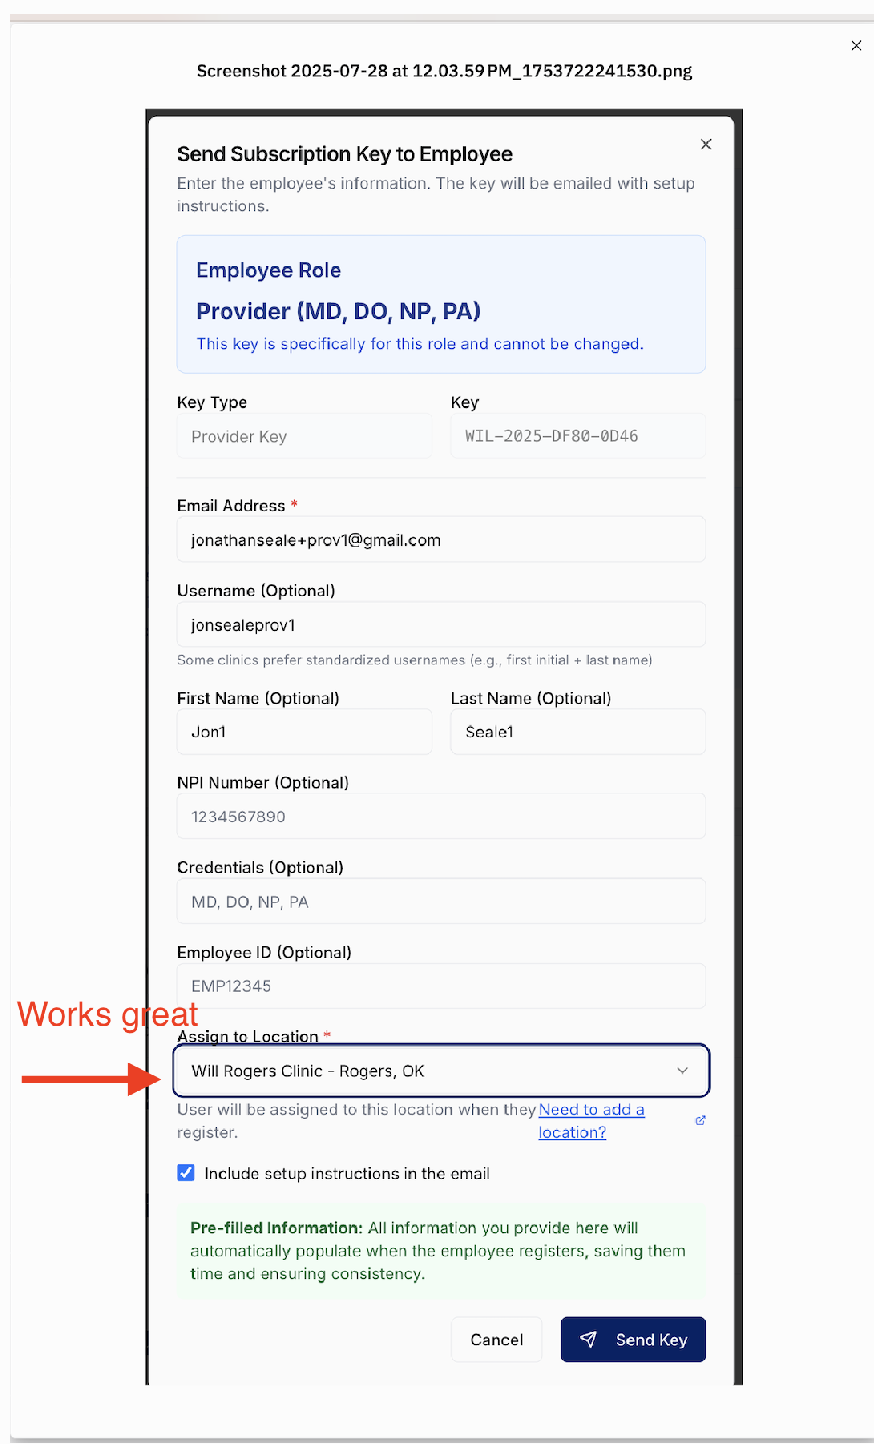 Screenshot 2025-07-28 at 12.03.59 PM_1753722241530.png
Send Subscription Key to Employee
Enter the employee's information. The key will be emailed with setup
instructions.
Employee Role
Provider (MD, DO, NP, PA)
This key is specifically for this role and cannot be changed.
Key Type
Key
Provider Key
WIL-2025-DF80-0D46
Email Address *
jonathanseale+prov1@gmail.com
Username (Optional)
jonsealeprov1
Some clinics prefer standardized usernames (e.g., first initial + last name)
First Name (Optional)
Last Name (Optional)
Jon1
Seale1
NPI Number (Optional)
1234567890
Credentials (Optional)
MD, DO, NP, PA
Employee ID (Optional)
EMP12345
Works great
Assign to Location *
Will Rogers Clinic - Rogers, OK
User will be assigned to this location when they
register.
Need to add a
location?
Include setup instructions in the email
Pre-filled Information: All information you provide here will
automatically populate when the employee registers, saving them
time and ensuring consistency.
Cancel
Send Key